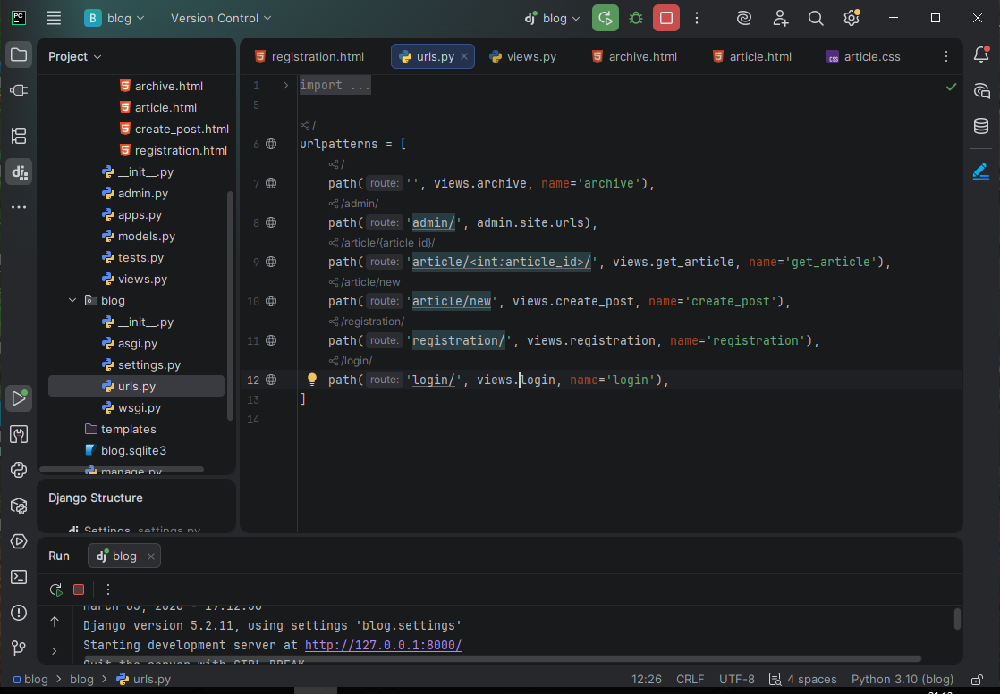 PC
B blog Version Control dj blog
Project
archive.html
article.html
create_post.html
registration.html
__init__.py
admin.py
apps.py
models.py
tests.py
views.py
blog
__init__.py
asgi.py
settings.py
urls.py
wsgi.py
templates
blog.sqlite3
manage.py
Django Structure
dj Settings settings.py
registration.html urls.py views.py archive.html article.html CSS article.css
1 import ...
5
/
6 urlpatterns = [
/
7 path( route: '', views.archive, name='archive'),
/admin/
8 path( route: 'admin/', admin.site.urls),
/article/{article_id}/
9 path( route: 'article/<int:article_id>/', views.get_article, name='get_article'),
/article/new
10 path( route: 'article/new', views.create_post, name='create_post'),
/registration/
11 path( route: 'registration/', views.registration, name='registration'),
/login/
12 path( route: 'login/', views.login, name='login'),
13 ]
14
Run dj blog
Django version 5.2.11, using settings 'blog.settings'
Starting development server at http://127.0.0.1:8000/
Quit the server with CTRL-BREAK
blog > blog > urls.py 12:26 CRLF UTF-8 4 spaces Python 3.10 (blog)